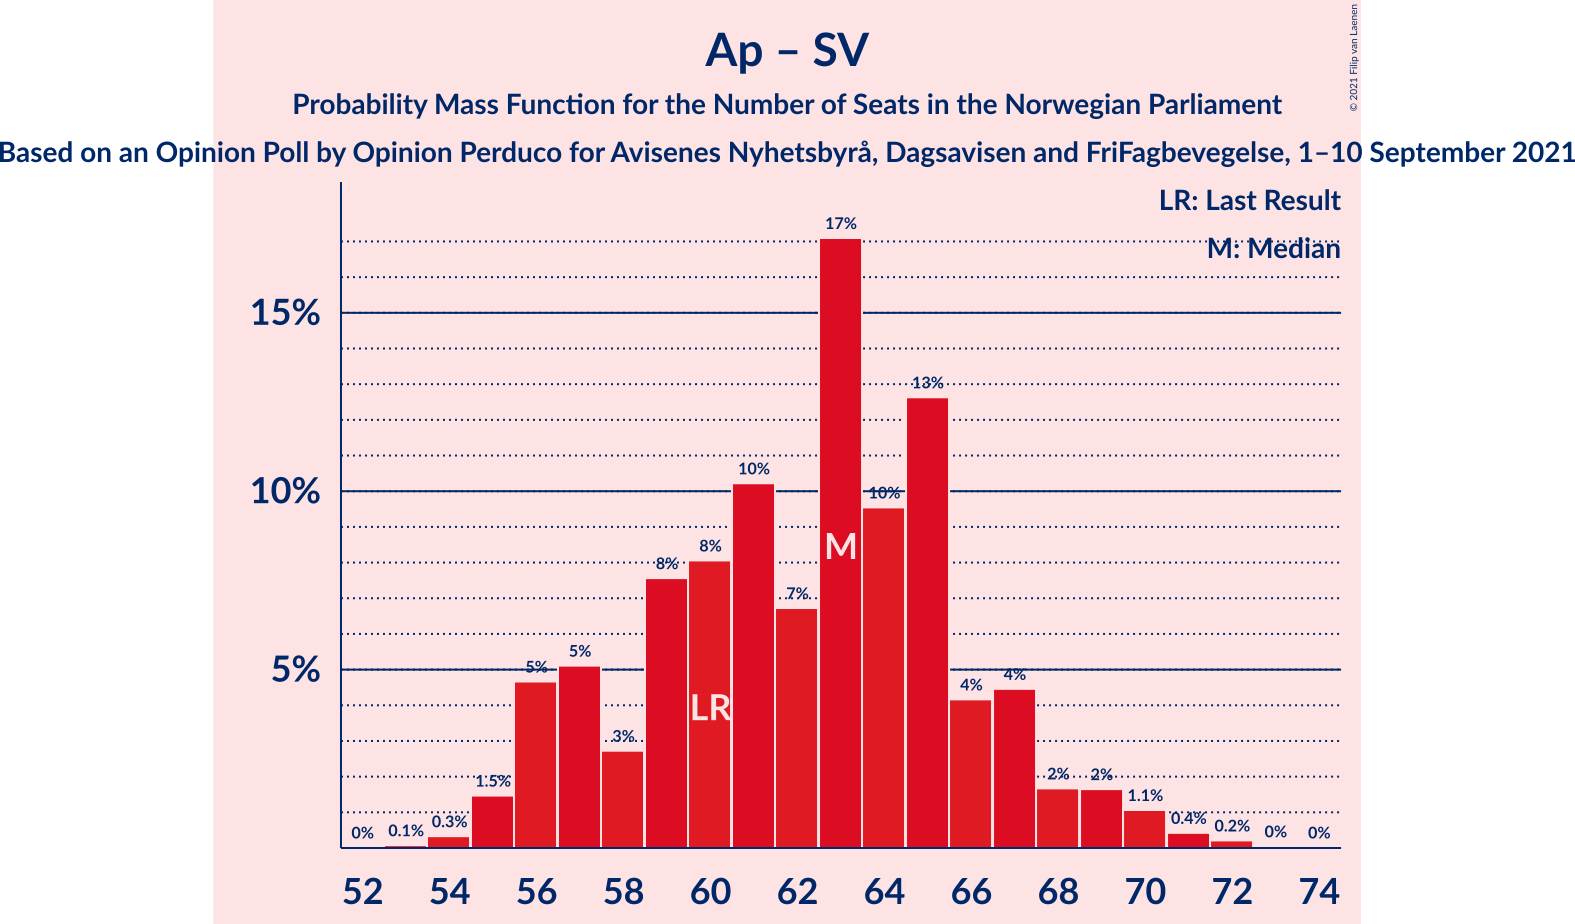 Ap – SV
Probability Mass Function for the Number of Seats in the Norwegian Parliament
Based on an Opinion Poll by Opinion Perduco for Avisenes Nyhetsbyrå, Dagsavisen and FriFagbevegelse, 1–10 September 2021
© 2021 Filip van Laenen
LR: Last Result
M: Median
15%
10%
5%
0%
0.1%
0.3%
1.5%
5%
5%
3%
8%
8%
10%
7%
17%
10%
13%
4%
4%
2%
2%
1.1%
0.4%
0.2%
0%
0%
LR
M
52 54 56 58 60 62 64 66 68 70 72 74